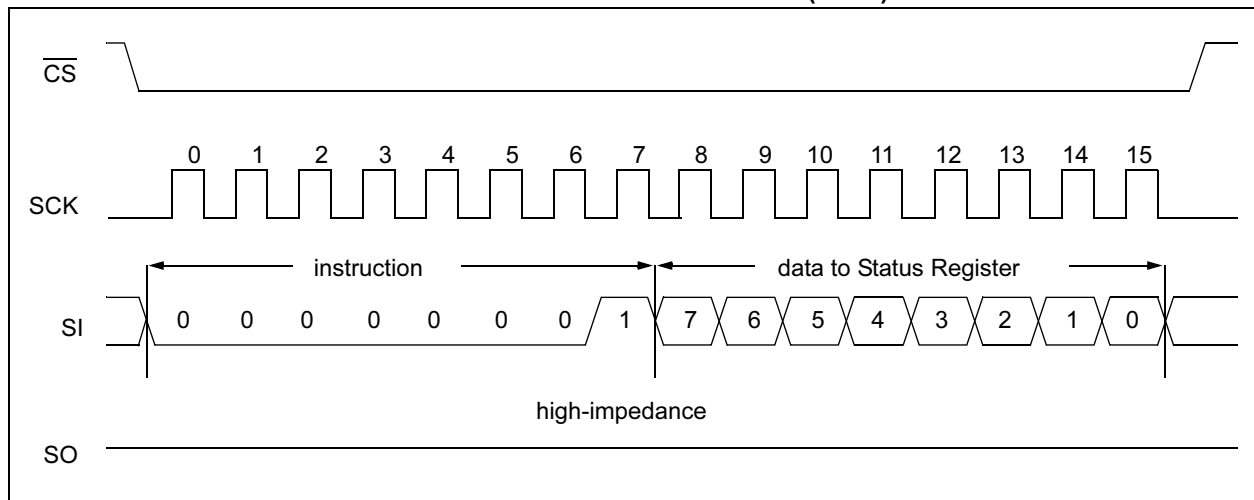 CS
0 1 2 3 4 5 6 7 8 9 10 11 12 13 14 15
SCK
instruction data to Status Register
SI 0 0 0 0 0 0 0 1 7 6 5 4 3 2 1 0
high-impedance
SO